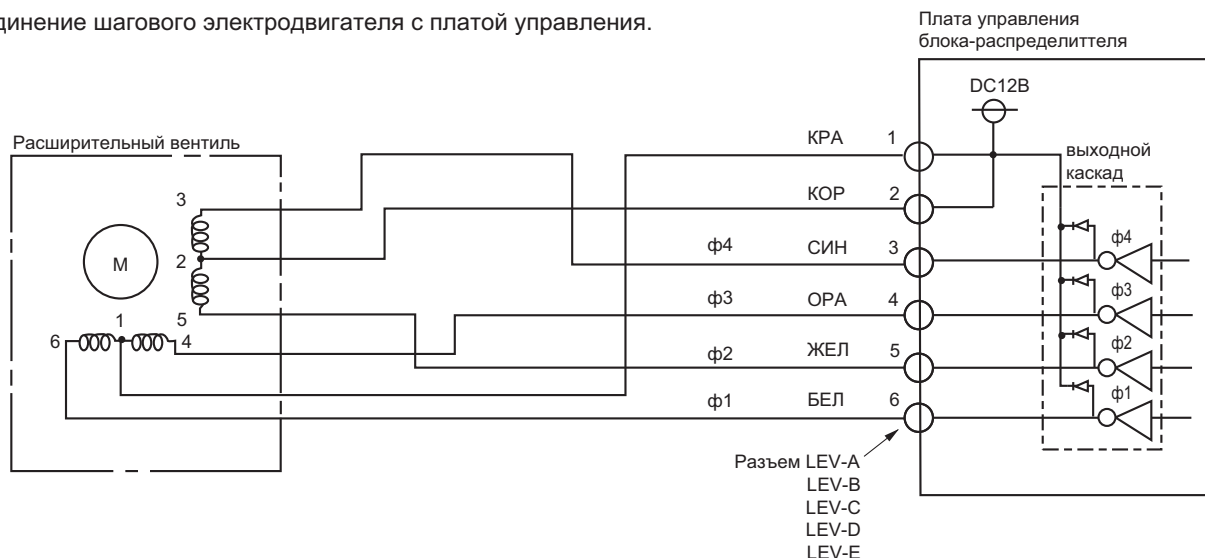 динение шагового электродвигателя с платой управления.
Плата управления
блока-распределиттеля
DC12В
Расширительный вентиль
КРА 1
выходной
каскад
3
КОР 2
ф4 СИН 3 ф4
М 2
ф3 ОРА 4 ф3
1 5
6 4
ф2 ЖЕЛ 5 ф2
ф1 БЕЛ 6 ф1
Разъем LEV-A
LEV-B
LEV-C
LEV-D
LEV-E